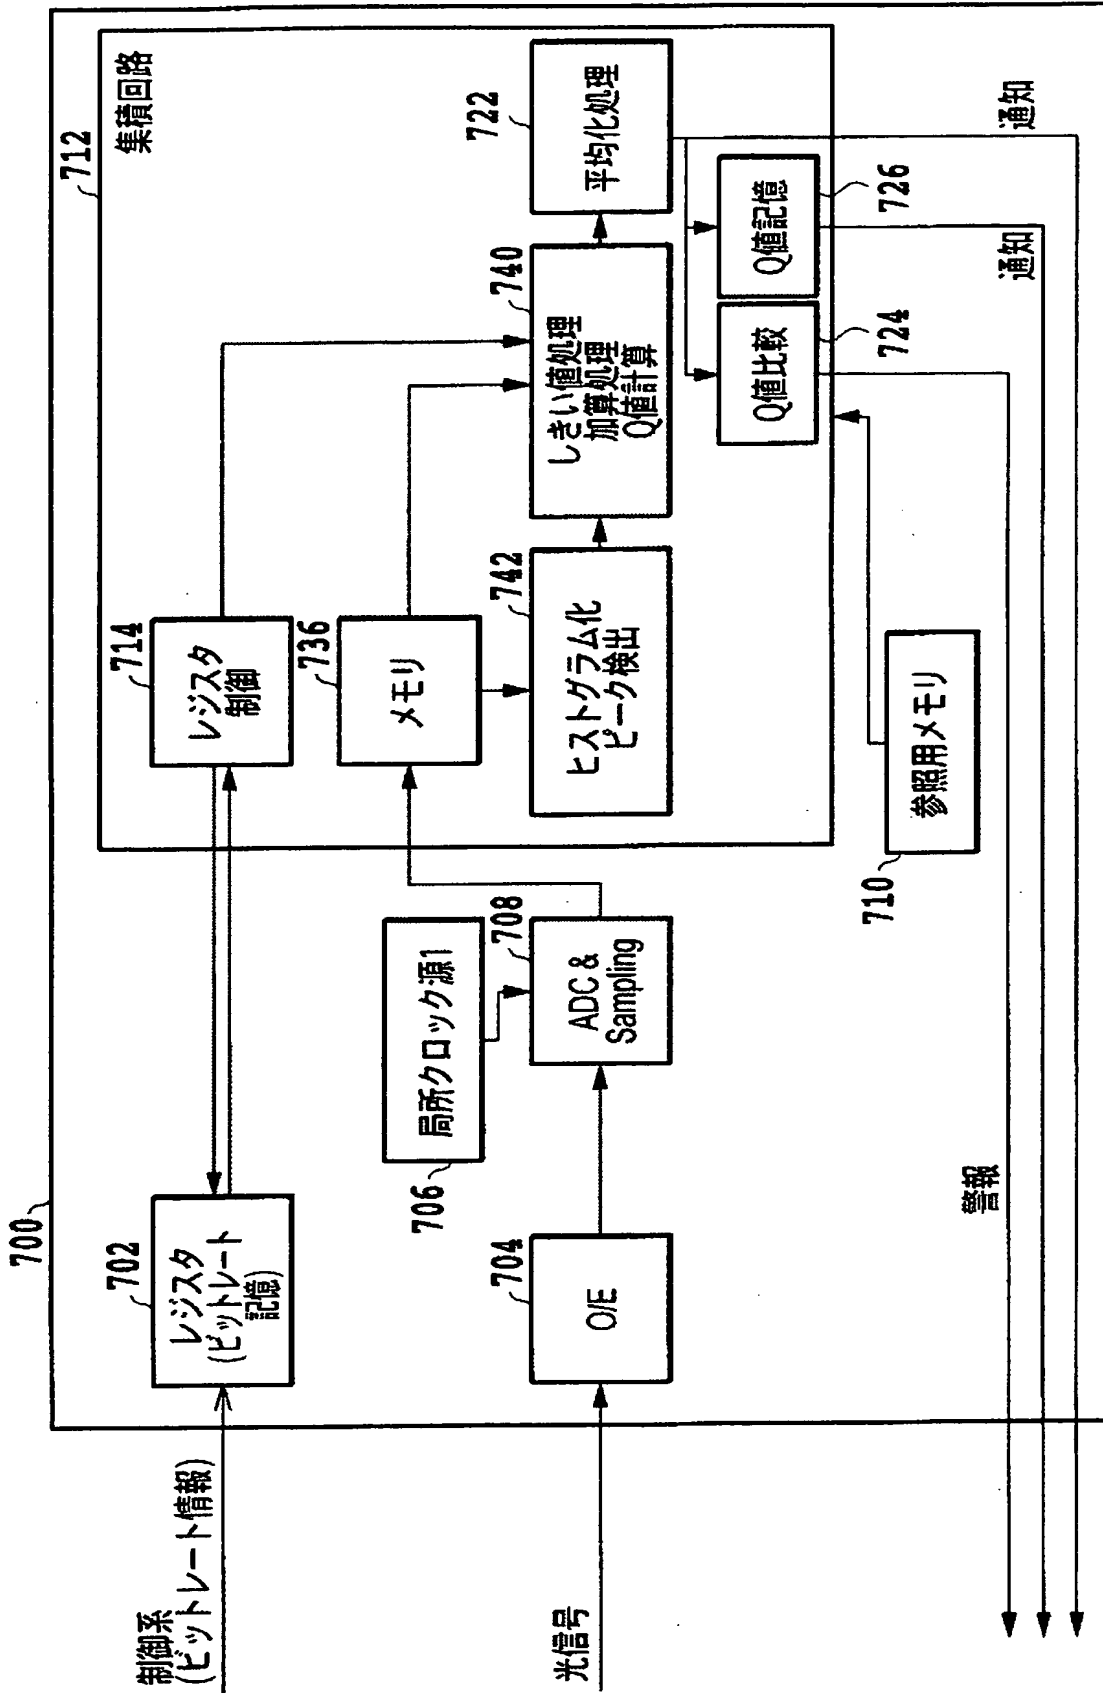 700
712
集積回路
制御系
(ビットレート情報)
702
レジスタ
(ビットレート
記憶)
714
レジスタ
制御
736
メモリ
706
局所クロック源1
光信号
704
O/E
708
ADC &
Sampling
742
ヒストグラム化
ピーク検出
740
しきい値処理
加算処理
Q値計算
722
平均化処理
Q値比較
724
Q値記憶
726
710
参照用メモリ
警報
通知
通知